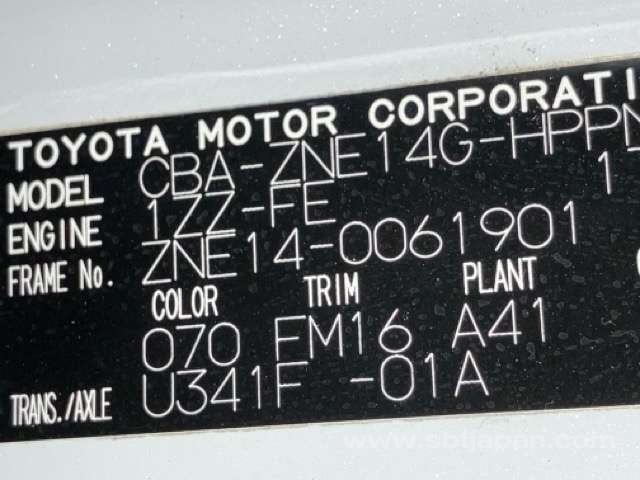 TOYOTA MOTOR CORPORATI
MODEL CBA-ZNE14G-HPPN
ENGINE 1ZZ-FE 1
FRAME No. ZNE14-0061901
COLOR TRIM PLANT
070 FM16 A41
TRANS./AXLE U341F -01A
www.sbtjapan.com